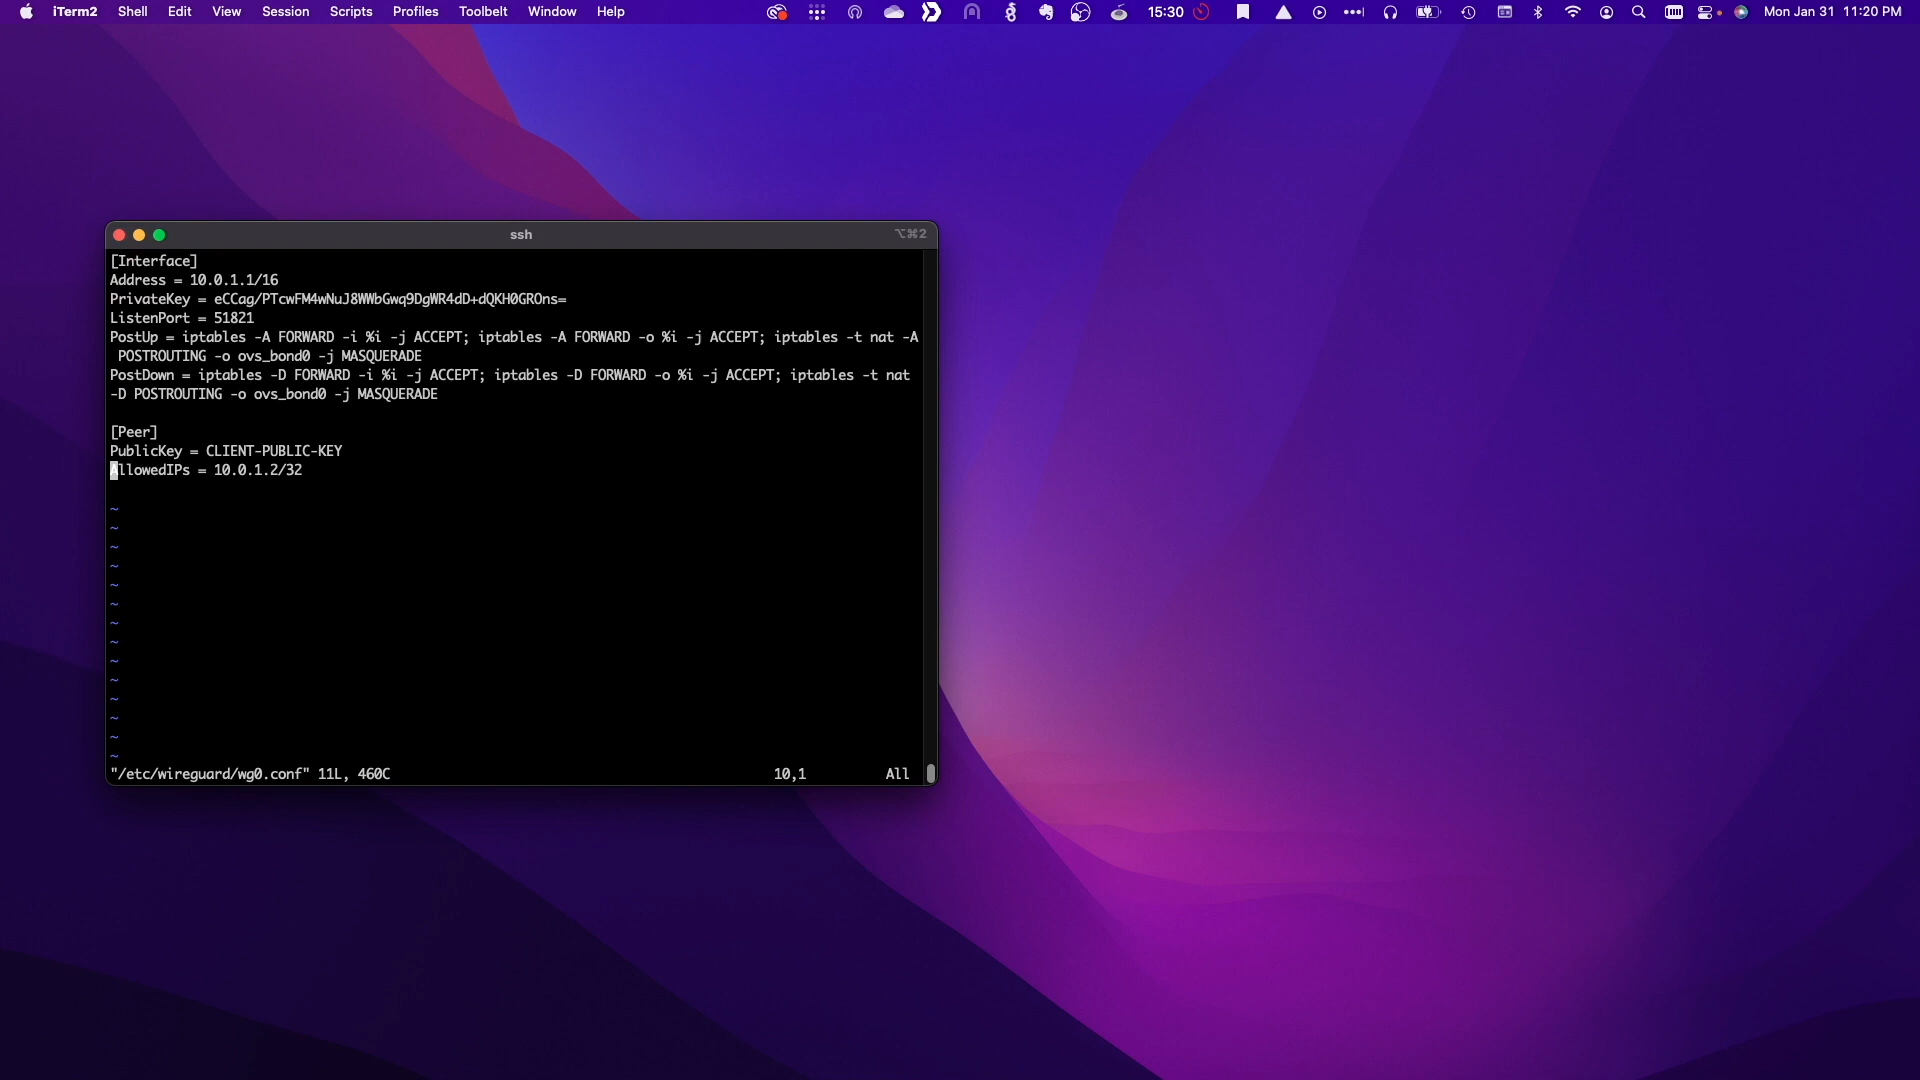 iTerm2 Shell Edit View Session Scripts Profiles Toolbelt Window Help 15:30 Mon Jan 31 11:20 PM
ssh ⌥⌘2
[Interface]
Address = 10.0.1.1/16
PrivateKey = eCCag/PTcwFM4wNuJ8WWbGwq9DgWR4dD+dQKH0GROns=
ListenPort = 51821
PostUp = iptables -A FORWARD -i %i -j ACCEPT; iptables -A FORWARD -o %i -j ACCEPT; iptables -t nat -A
POSTROUTING -o ovs_bond0 -j MASQUERADE
PostDown = iptables -D FORWARD -i %i -j ACCEPT; iptables -D FORWARD -o %i -j ACCEPT; iptables -t nat
-D POSTROUTING -o ovs_bond0 -j MASQUERADE
[Peer]
PublicKey = CLIENT-PUBLIC-KEY
AllowedIPs = 10.0.1.2/32
~
~
~
~
~
~
~
~
~
~
~
~
~
~
"/etc/wireguard/wg0.conf" 11L, 460C 10,1 All